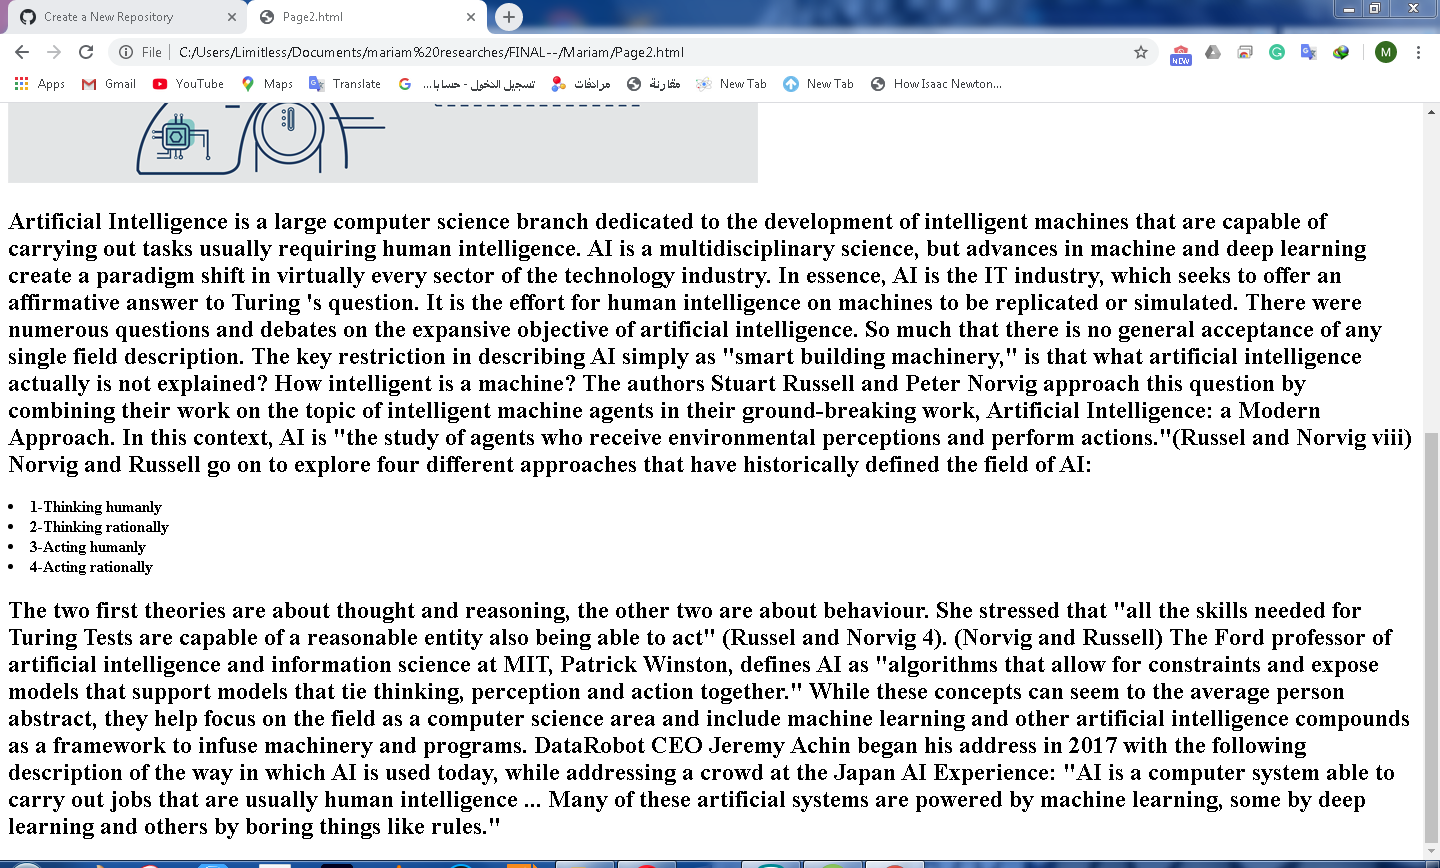 Create a New Repository
Page2.html
File C:/Users/Limitless/Documents/mariam%20researches/FINAL--/Mariam/Page2.html
NEW
M
Apps Gmail YouTube Maps Translate تسجيل الدخول - حسابا... مرادفات مقارنة New Tab New Tab How Isaac Newton...
Artificial Intelligence is a large computer science branch dedicated to the development of intelligent machines that are capable of
carrying out tasks usually requiring human intelligence. AI is a multidisciplinary science, but advances in machine and deep learning
create a paradigm shift in virtually every sector of the technology industry. In essence, AI is the IT industry, which seeks to offer an
affirmative answer to Turing 's question. It is the effort for human intelligence on machines to be replicated or simulated. There were
numerous questions and debates on the expansive objective of artificial intelligence. So much that there is no general acceptance of any
single field description. The key restriction in describing AI simply as "smart building machinery," is that what artificial intelligence
actually is not explained? How intelligent is a machine? The authors Stuart Russell and Peter Norvig approach this question by
combining their work on the topic of intelligent machine agents in their ground-breaking work, Artificial Intelligence: a Modern
Approach. In this context, AI is "the study of agents who receive environmental perceptions and perform actions."(Russel and Norvig viii)
Norvig and Russell go on to explore four different approaches that have historically defined the field of AI:
• 1-Thinking humanly
• 2-Thinking rationally
• 3-Acting humanly
• 4-Acting rationally
The two first theories are about thought and reasoning, the other two are about behaviour. She stressed that "all the skills needed for
Turing Tests are capable of a reasonable entity also being able to act" (Russel and Norvig 4). (Norvig and Russell) The Ford professor of
artificial intelligence and information science at MIT, Patrick Winston, defines AI as "algorithms that allow for constraints and expose
models that support models that tie thinking, perception and action together." While these concepts can seem to the average person
abstract, they help focus on the field as a computer science area and include machine learning and other artificial intelligence compounds
as a framework to infuse machinery and programs. DataRobot CEO Jeremy Achin began his address in 2017 with the following
description of the way in which AI is used today, while addressing a crowd at the Japan AI Experience: "AI is a computer system able to
carry out jobs that are usually human intelligence ... Many of these artificial systems are powered by machine learning, some by deep
learning and others by boring things like rules."